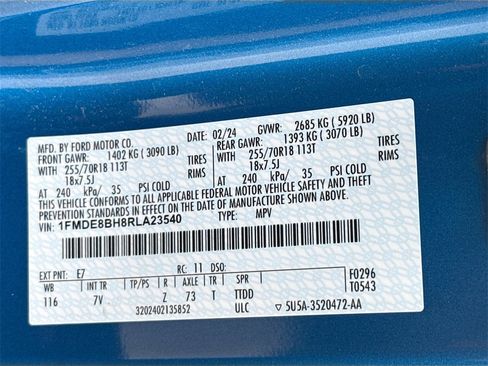 MFD. BY FORD MOTOR CO. 02/24 GVWR: 2685 KG ( 5920 LB)
FRONT GAWR: 1402 KG ( 3090 LB) REAR GAWR: 1393 KG ( 3070 LB)
WITH 255/70R18 113T TIRES WITH 255/70R18 113T TIRES
18x7.5J RIMS 18x7.5J RIMS
AT 240 kPa/ 35 PSI COLD AT 240 kPa/ 35 PSI COLD
THIS VEHICLE CONFORMS TO ALL APPLICABLE FEDERAL MOTOR VEHICLE SAFETY AND THEFT
PREVENTION STANDARDS IN EFFECT ON THE DATE OF MANUFACTURE SHOWN ABOVE.
VIN: 1FMDE8BH8RLA23540
TYPE: MPV
EXT PNT: E7 RC: 11 DSO: F0296
WB TP/PS R AXLE TR T0543
116 7V Z 73 T TTDD
3202402135852 ULC ▽ 5U5A-3520472-AA